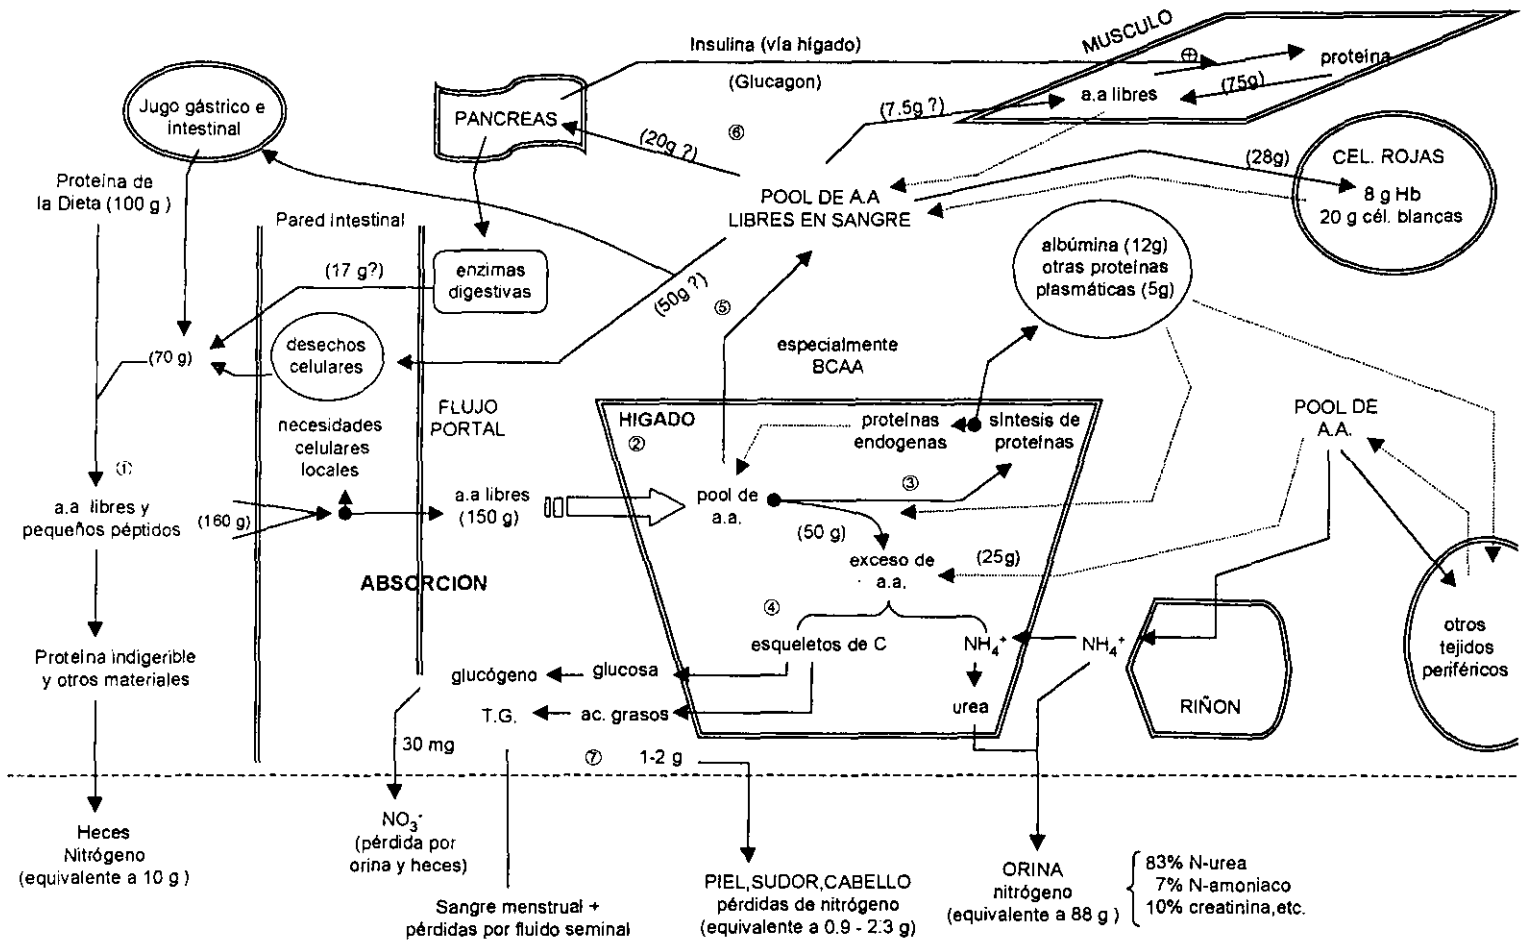 Insulina (vía hígado)
(Glucagon)
MUSCULO
⊕
proteína
(75g)
a.a libres
(7.5g ?)
Jugo gástrico e
intestinal
PANCREAS
(20g ?)
⑥
(28g)
CEL. ROJAS
8 g Hb
20 g cél. blancas
Proteína de
la Dieta (100 g )
Pared Intestinal
POOL DE A.A
LIBRES EN SANGRE
(17 g?)
enzimas
digestivas
(50g ?)
⑤
albúmina (12g)
otras proteínas
plasmáticas (5g)
(70 g)
desechos
celulares
especialmente
BCAA
necesidades
celulares
locales
FLUJO
PORTAL
HIGADO
②
proteínas
endogenas
síntesis de
proteínas
POOL DE
A.A.
①
a.a libres y
pequeños péptidos
(160 g)
a.a libres
(150 g)
pool de
a.a.
③
(50 g)
exceso de
a.a.
(25g)
ABSORCION
④
esqueletos de C
NH₄⁺
NH₄⁺
otros
tejidos
periféricos
Proteína indigerible
y otros materiales
glucógeno
glucosa
urea
RIÑON
T.G.
ac. grasos
30 mg
⑦
1-2 g
Heces
Nitrógeno
(equivalente a 10 g )
NO₃⁻
(pérdida por
orina y heces)
Sangre menstrual +
pérdidas por fluido seminal
PIEL,SUDOR,CABELLO
pérdidas de nitrógeno
(equivalente a 0.9 - 2.3 g)
ORINA
nitrógeno
(equivalente a 88 g )
83% N-urea
7% N-amoniaco
10% creatinina,etc.